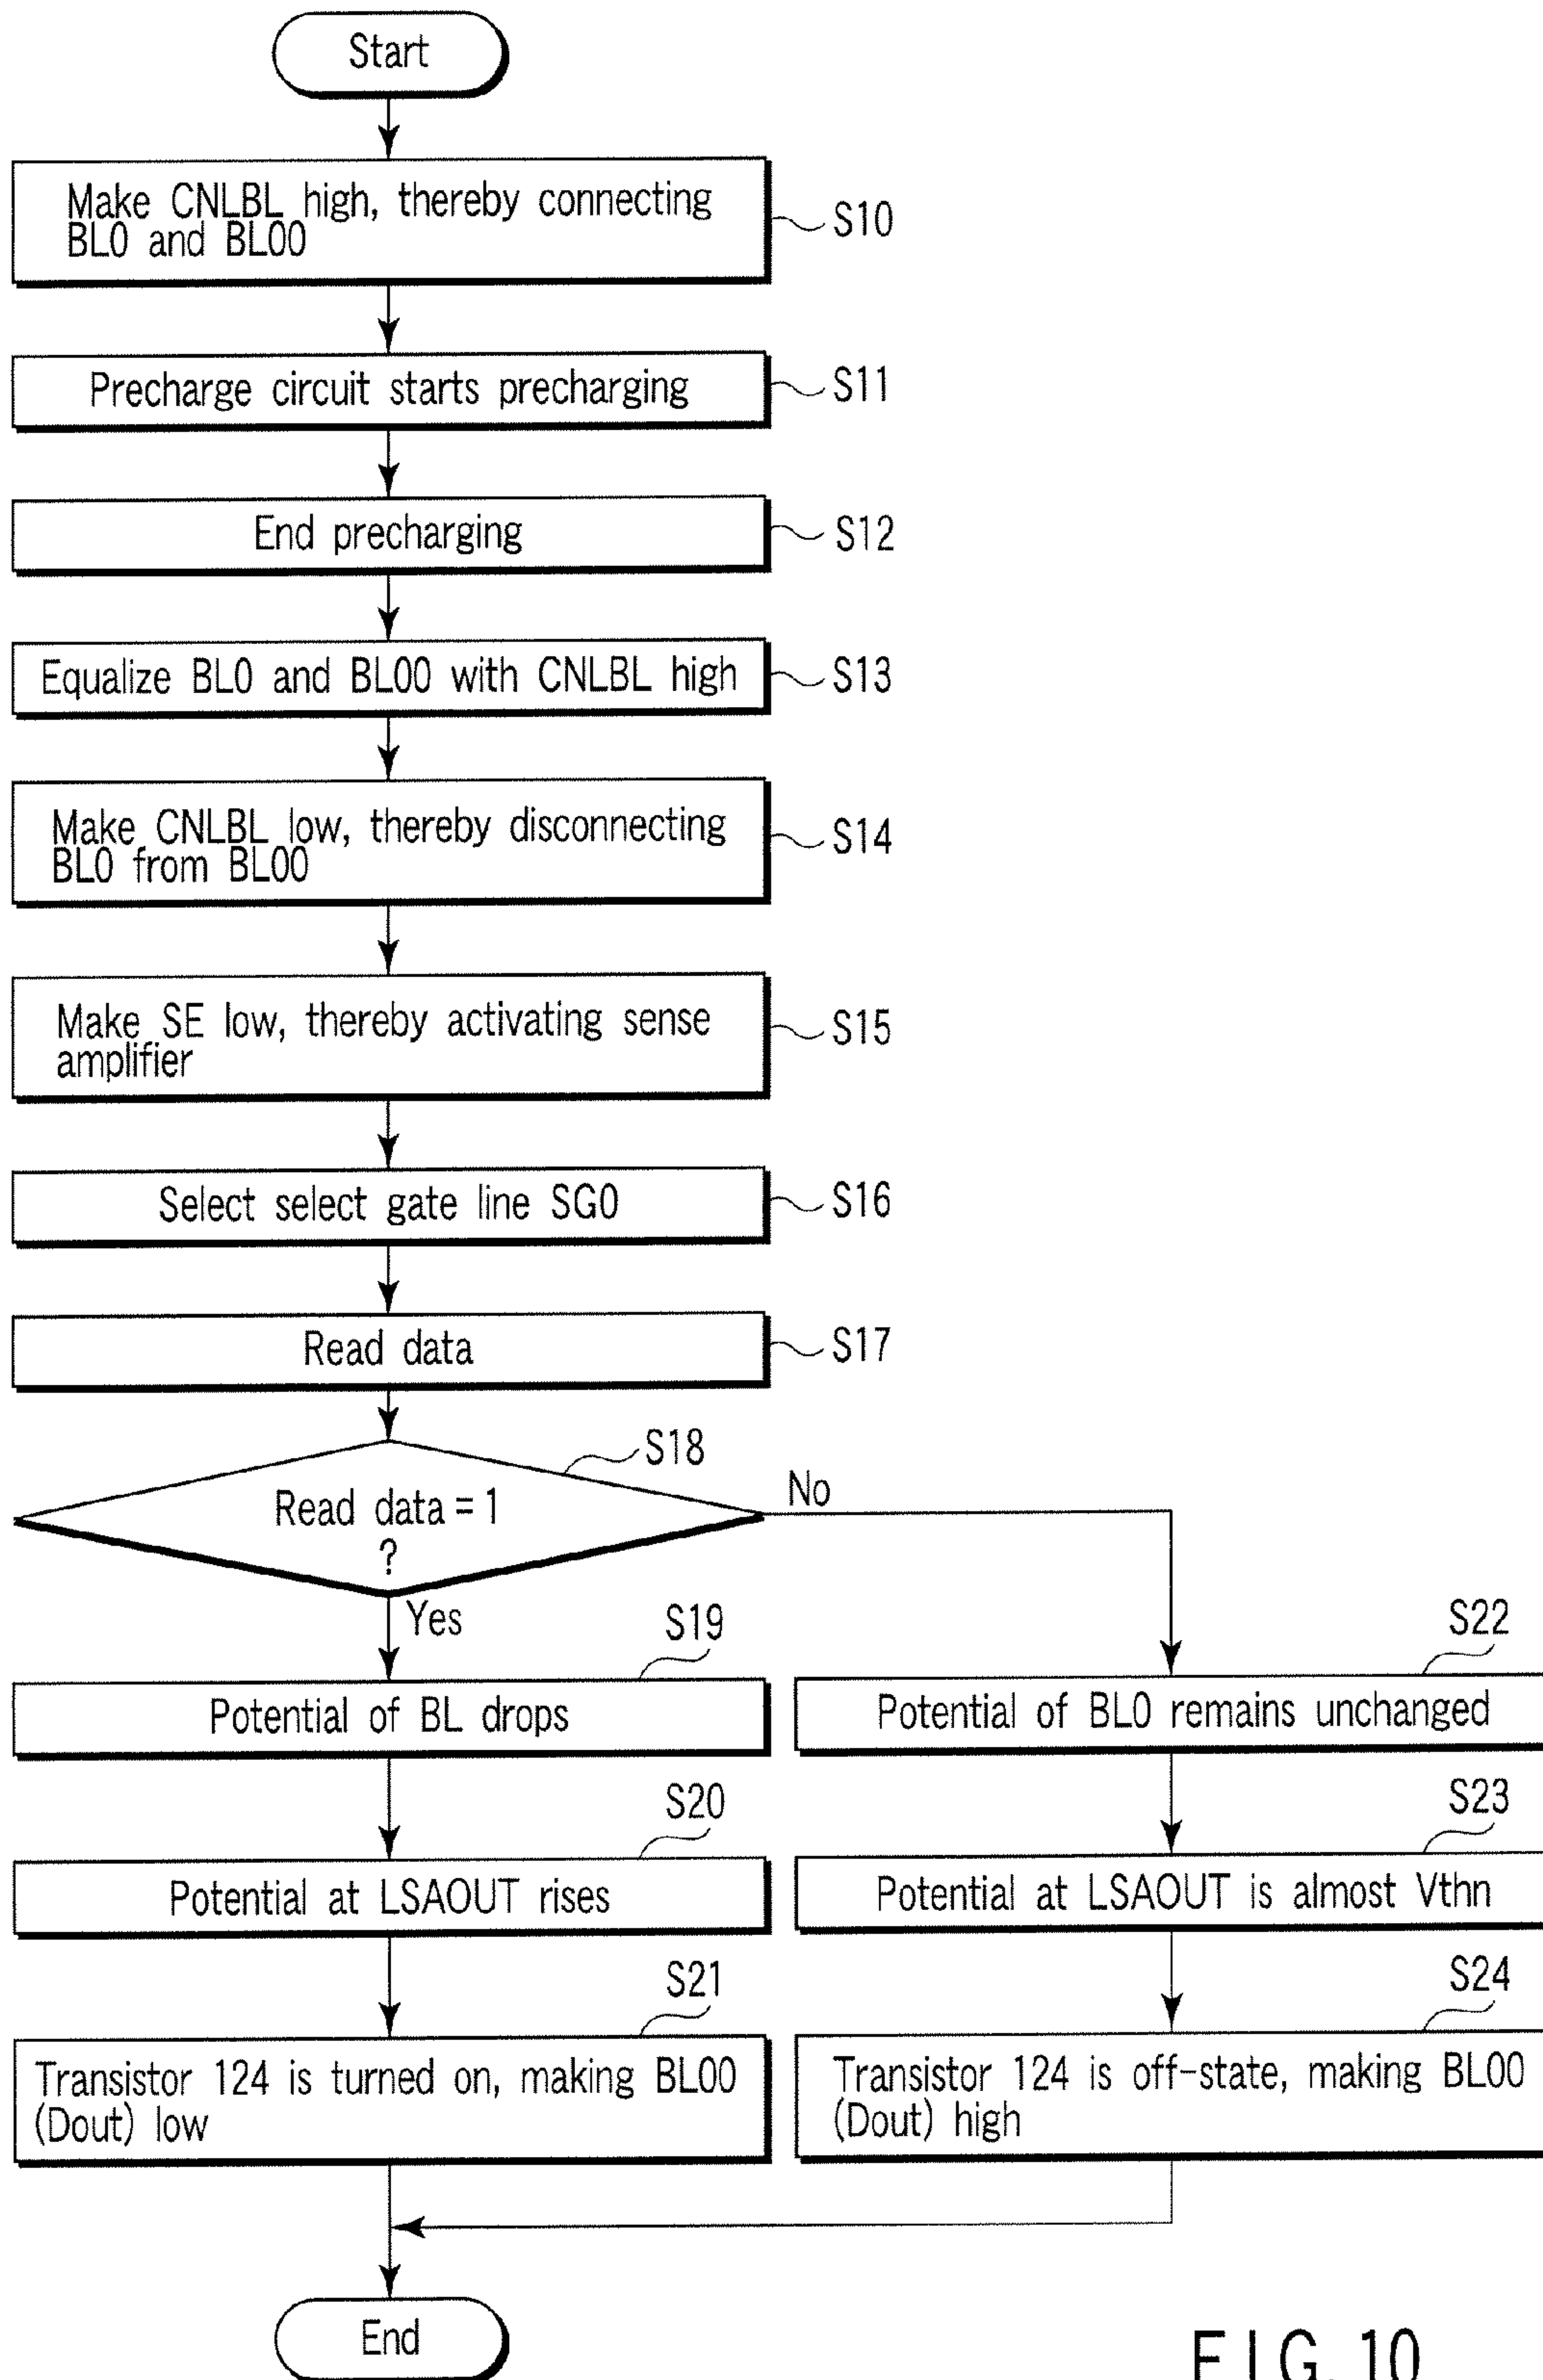 Start
Make CNLBL high, thereby connecting
BL0 and BL00
S10
Precharge circuit starts precharging
S11
End precharging
S12
Equalize BL0 and BL00 with CNLBL high
S13
Make CNLBL low, thereby disconnecting
BL0 from BL00
S14
Make SE low, thereby activating sense
amplifier
S15
Select select gate line SG0
S16
Read data
S17
S18
Read data = 1
?
No
Yes
S19
Potential of BL drops
S20
Potential at LSAOUT rises
S21
Transistor 124 is turned on, making BL00
(Dout) low
S22
Potential of BL0 remains unchanged
S23
Potential at LSAOUT is almost Vthn
S24
Transistor 124 is off-state, making BL00
(Dout) high
End
FIG. 10